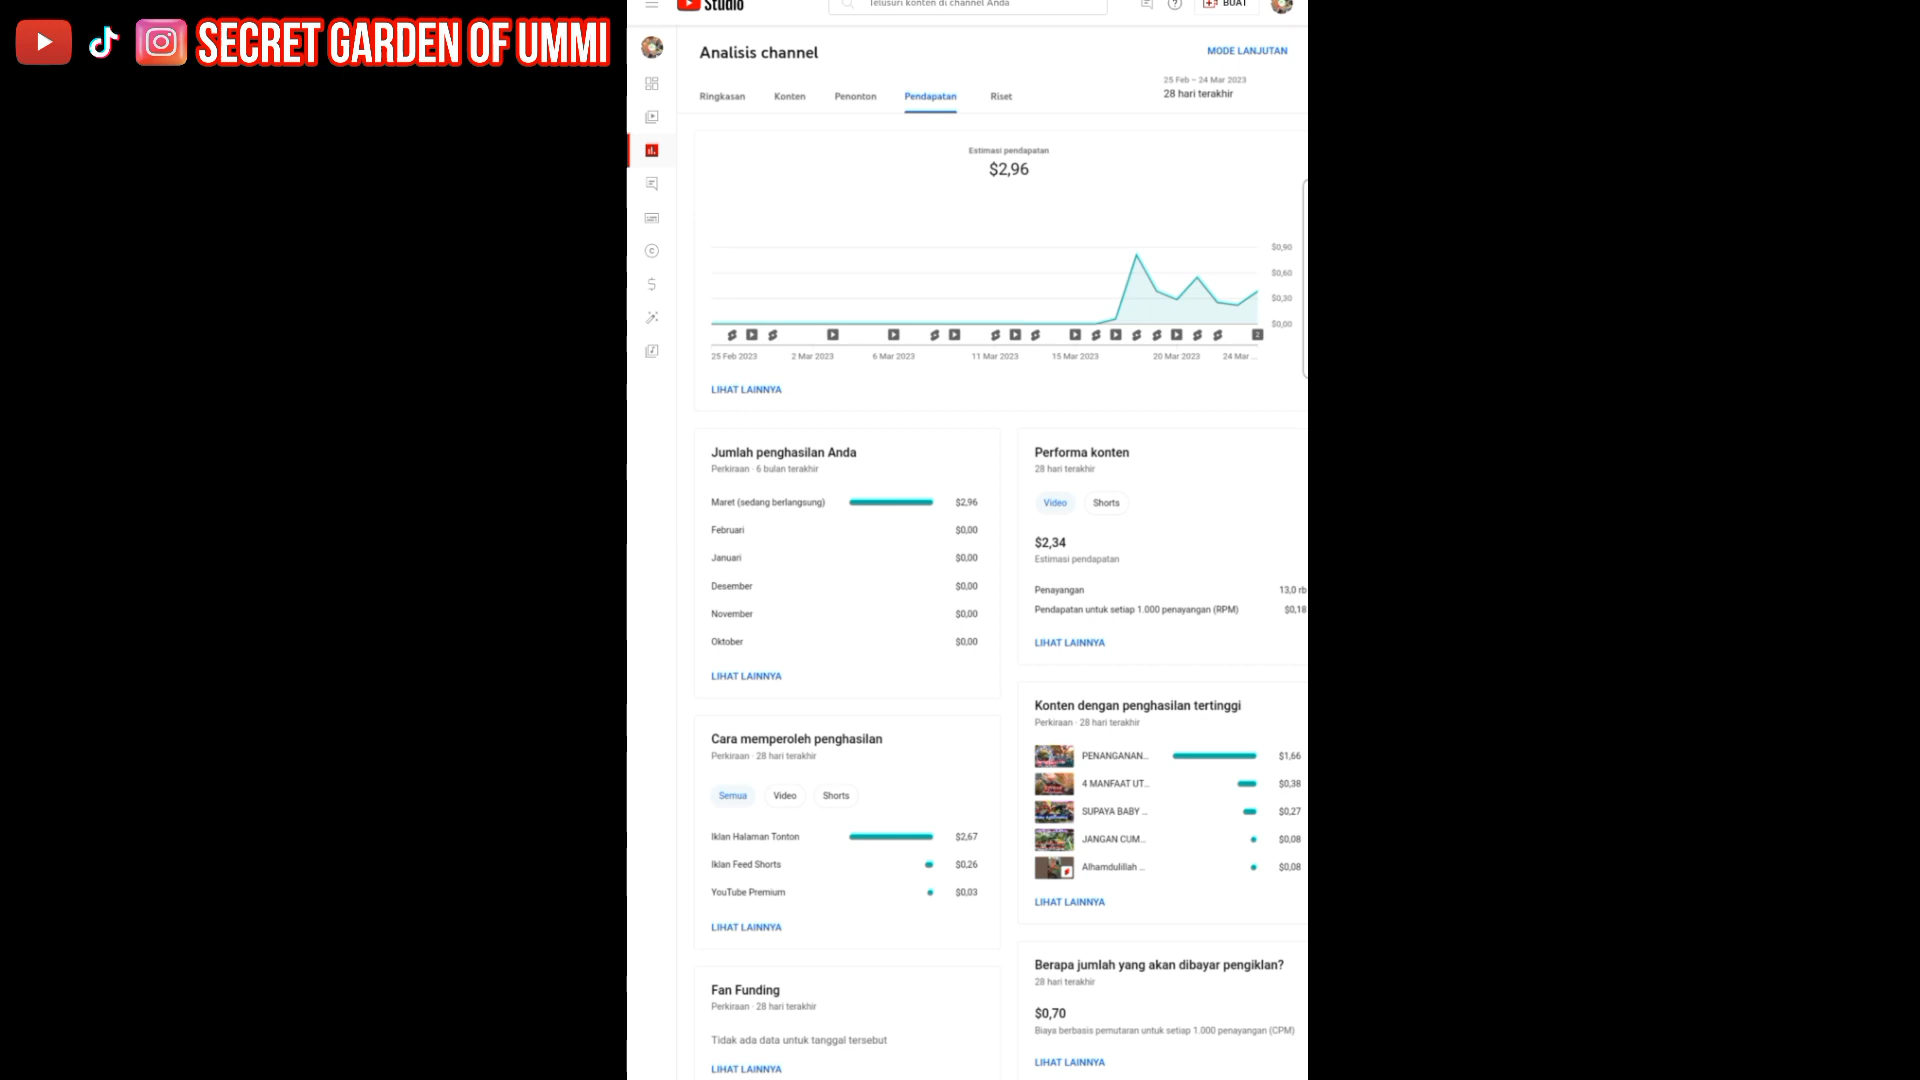 SECRET GARDEN OF UMMI
Studio
Telusuri konten di channel Anda
BUAT
Analisis channel
MODE LANJUTAN
Ringkasan
Konten
Penonton
Pendapatan
Riset
25 Feb – 24 Mar 2023
28 hari terakhir
Estimasi pendapatan
$2,96
$0,90
$0,60
$0,30
$0,00
2
25 Feb 2023
2 Mar 2023
6 Mar 2023
11 Mar 2023
15 Mar 2023
20 Mar 2023
24 Mar ...
LIHAT LAINNYA
Jumlah penghasilan Anda
Perkiraan · 6 bulan terakhir
Maret (sedang berlangsung) $2,96
Februari $0,00
Januari $0,00
Desember $0,00
November $0,00
Oktober $0,00
LIHAT LAINNYA
Performa konten
28 hari terakhir
Video
Shorts
$2,34
Estimasi pendapatan
Penayangan 13,0 rb
Pendapatan untuk setiap 1.000 penayangan (RPM) $0,18
LIHAT LAINNYA
Cara memperoleh penghasilan
Perkiraan · 28 hari terakhir
Semua
Video
Shorts
Iklan Halaman Tonton $2,67
Iklan Feed Shorts $0,26
YouTube Premium $0,03
LIHAT LAINNYA
Konten dengan penghasilan tertinggi
Perkiraan · 28 hari terakhir
PENANGANAN... $1,66
4 MANFAAT UT... $0,38
SUPAYA BABY ... $0,27
JANGAN CUM... $0,08
Alhamdulillah ... $0,08
LIHAT LAINNYA
Fan Funding
Perkiraan · 28 hari terakhir
Tidak ada data untuk tanggal tersebut
LIHAT LAINNYA
Berapa jumlah yang akan dibayar pengiklan?
28 hari terakhir
$0,70
Biaya berbasis pemutaran untuk setiap 1.000 penayangan (CPM)
LIHAT LAINNYA